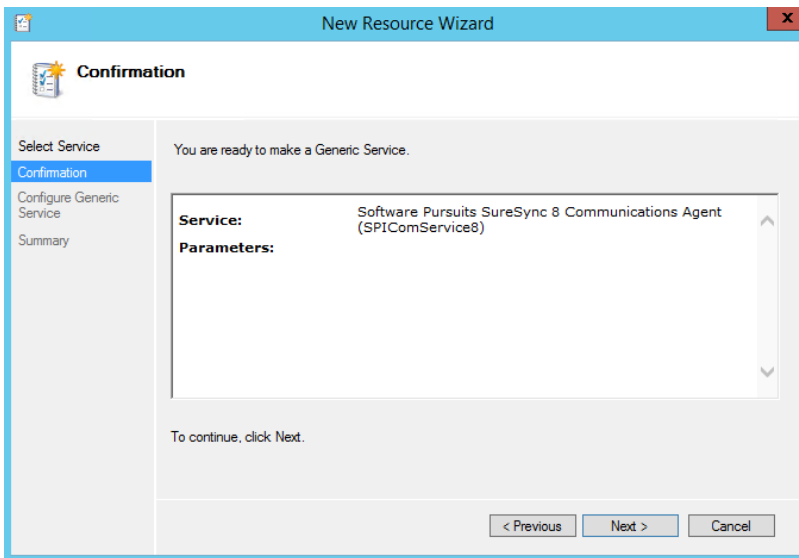 New Resource Wizard
x
Confirmation
Select Service
Confirmation
Configure Generic
Service
Summary
You are ready to make a Generic Service.
Service:
Software Pursuits SureSync 8 Communications Agent
(SPIComService8)
Parameters:
To continue, click Next.
< Previous
Next >
Cancel